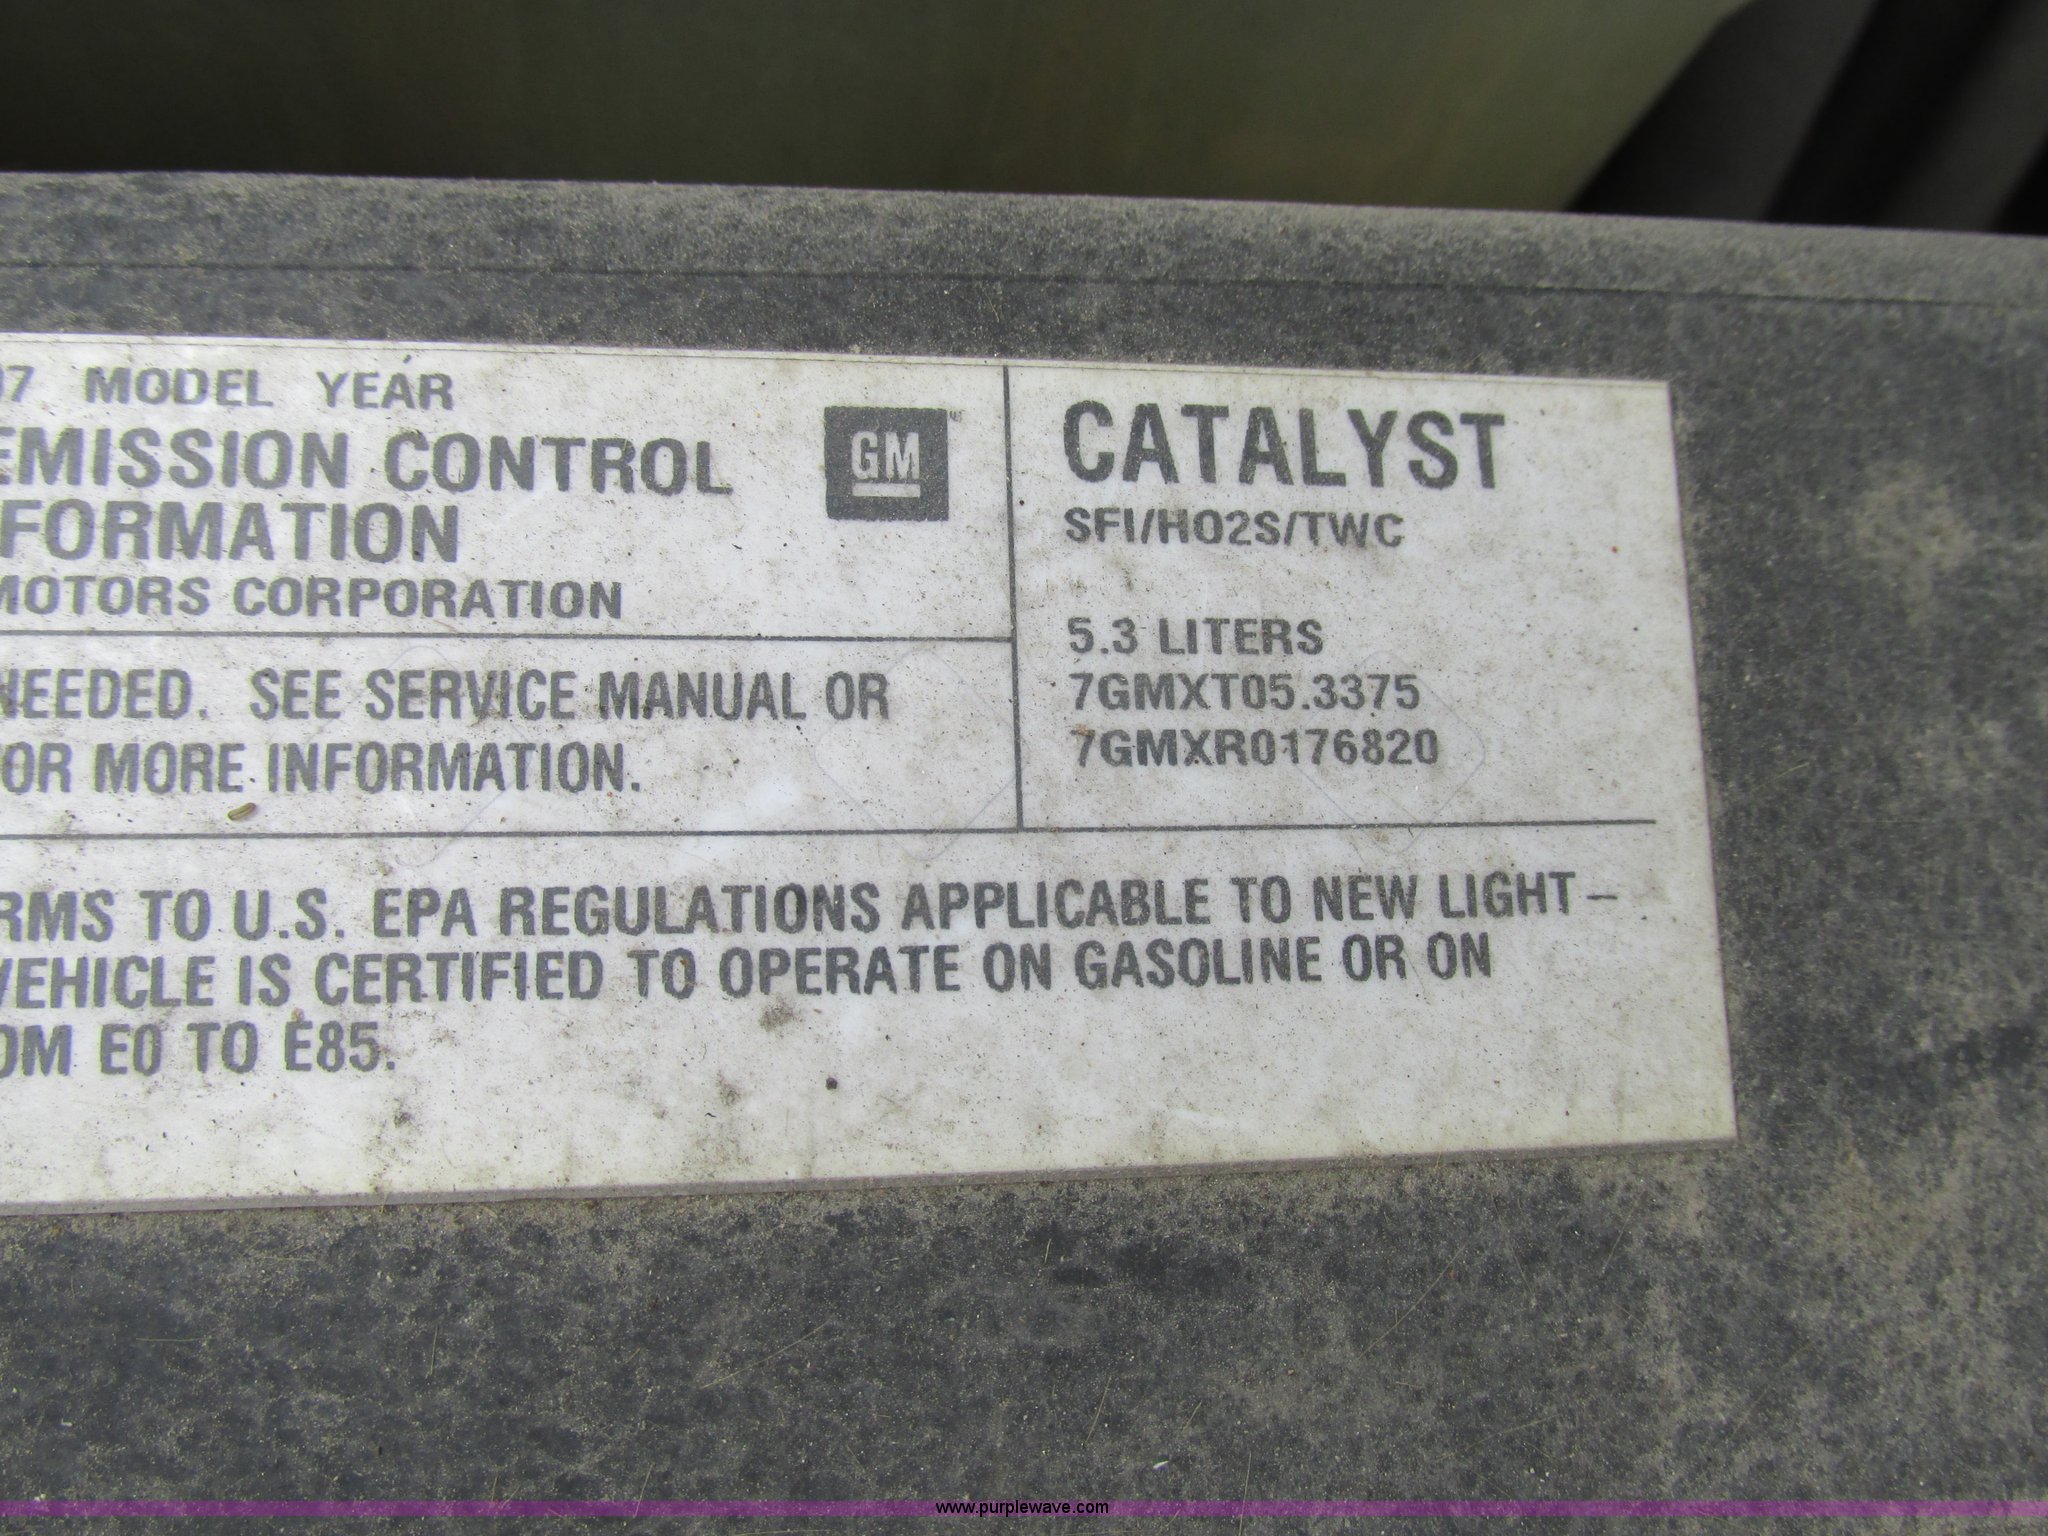 07 MODEL YEAR
EMISSION CONTROL
FORMATION
MOTORS CORPORATION
GM
CATALYST
SFI/HO2S/TWC
5.3 LITERS
7GMXT05.3375
7GMXR0176820
NEEDED. SEE SERVICE MANUAL OR
OR MORE INFORMATION.
RMS TO U.S. EPA REGULATIONS APPLICABLE TO NEW LIGHT-
VEHICLE IS CERTIFIED TO OPERATE ON GASOLINE OR ON
OM E0 TO E85.
www.purplewave.com